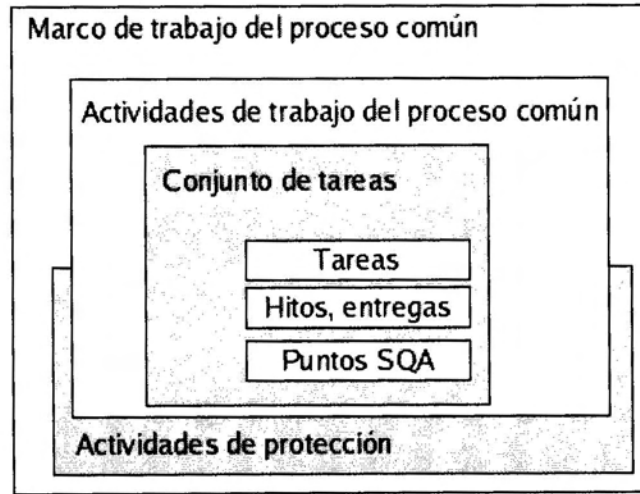 Marco de trabajo del proceso común
Actividades de trabajo del proceso común
Conjunto de tareas
Tareas
Hitos, entregas
Puntos SQA
Actividades de protección